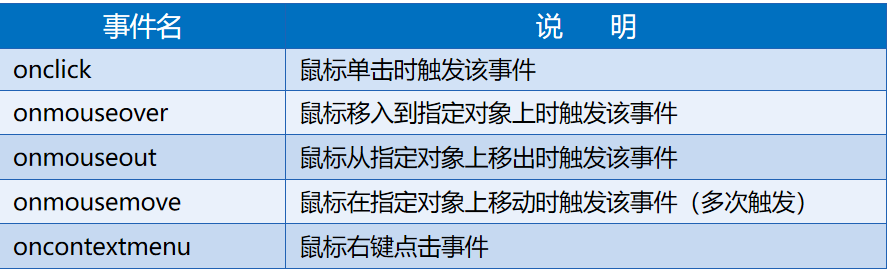 事件名 说 明
onclick 鼠标单击时触发该事件
onmouseover 鼠标移入到指定对象上时触发该事件
onmouseout 鼠标从指定对象上移出时触发该事件
onmousemove 鼠标在指定对象上移动时触发该事件（多次触发）
oncontextmenu 鼠标右键点击事件